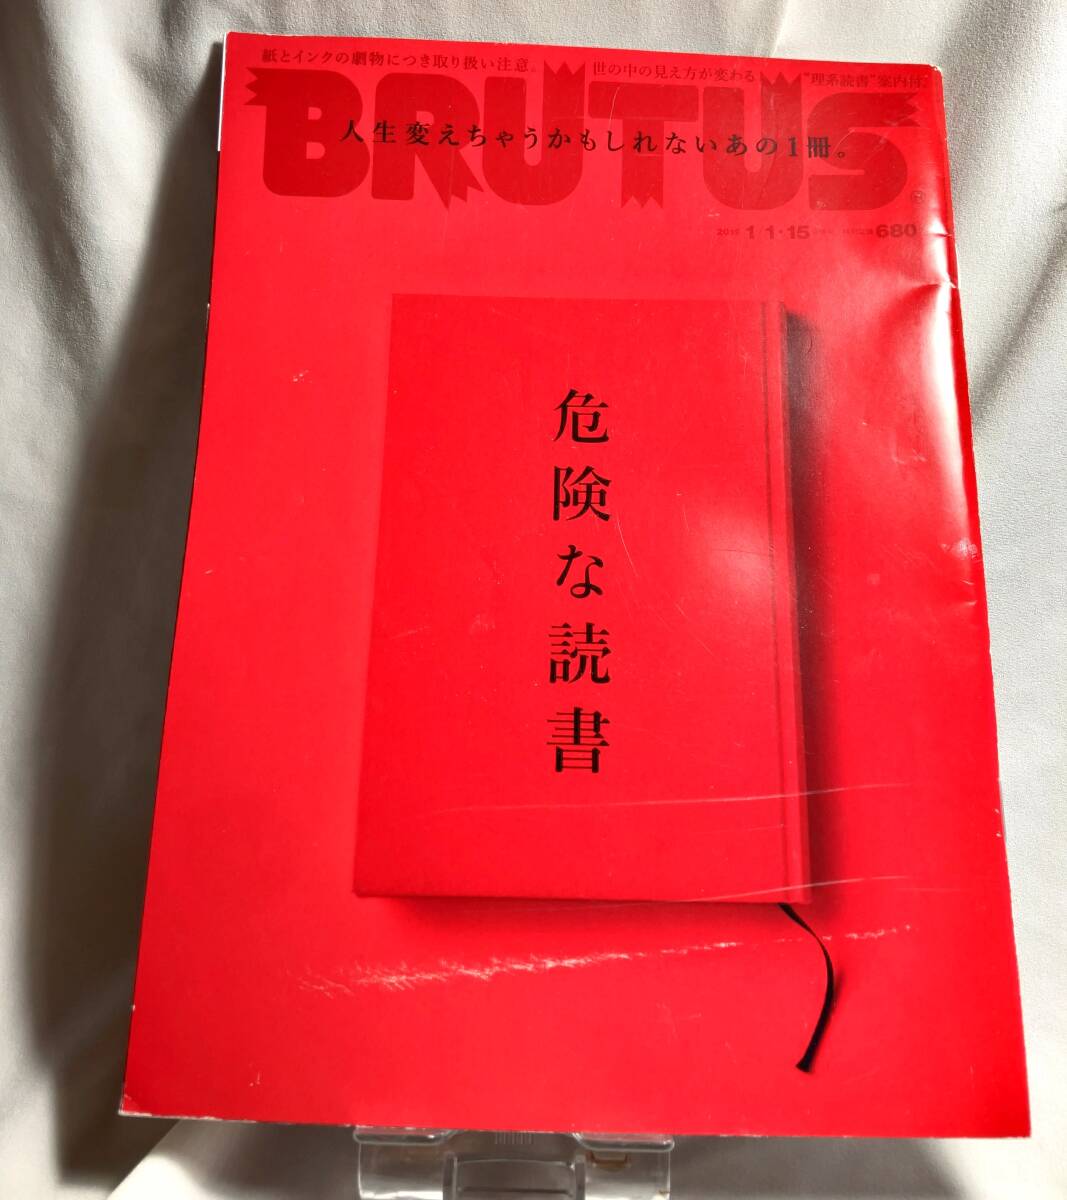 紙とインクの劇物につき取り扱い注意。
世の中の見え方が変わる"理系読書"案内付。
BRUTUS
人生変えちゃうかもしれないあの1冊。
1/1・15 680
危険な読書